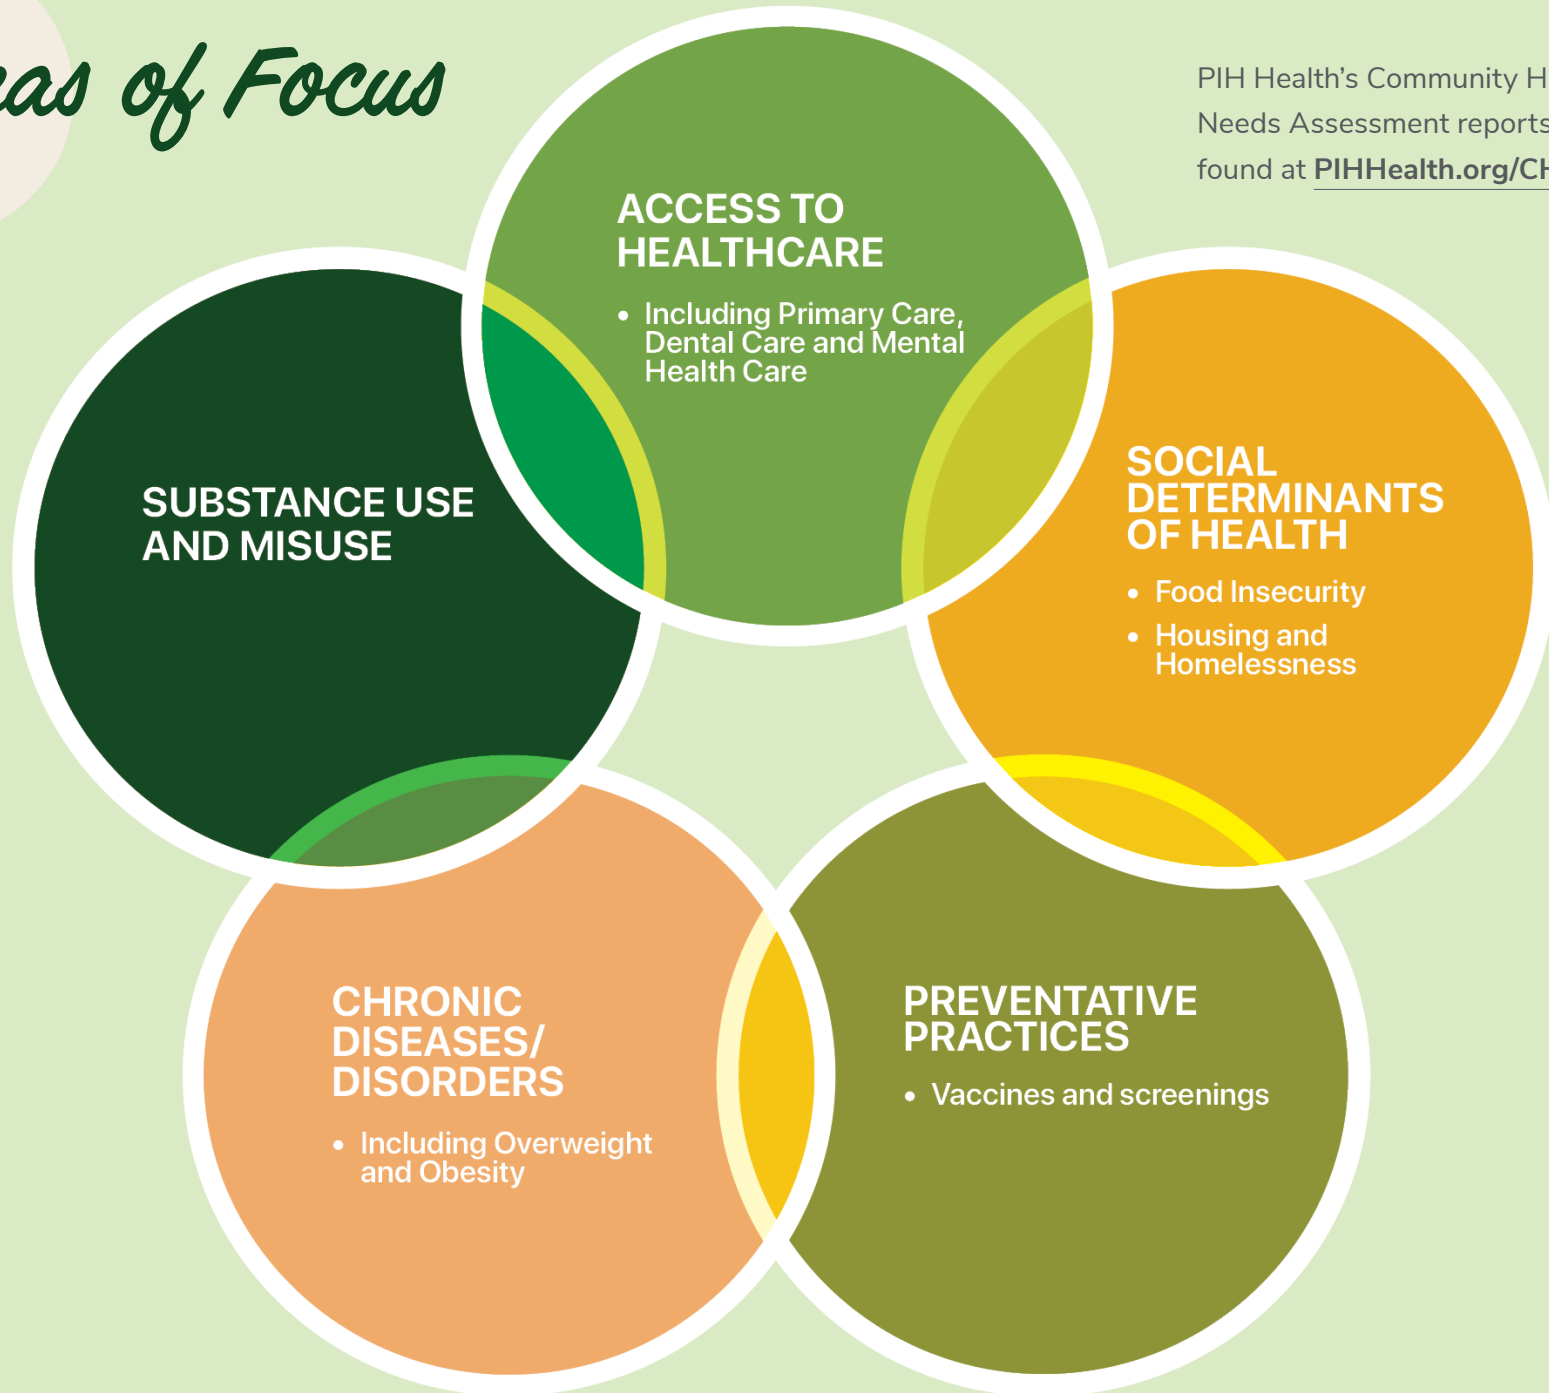 of Focus
PIH Health's Community
Needs Assessment reports
found at PIHHealth.org/CH
ACCESS TO
HEALTHCARE
• Including Primary Care,
Dental Care and Mental
Health Care
SUBSTANCE USE
AND MISUSE
SOCIAL
DETERMINANTS
OF HEALTH
• Food Insecurity
• Housing and
Homelessness
CHRONIC
DISEASES/
DISORDERS
• Including Overweight
and Obesity
PREVENTATIVE
PRACTICES
• Vaccines and screenings